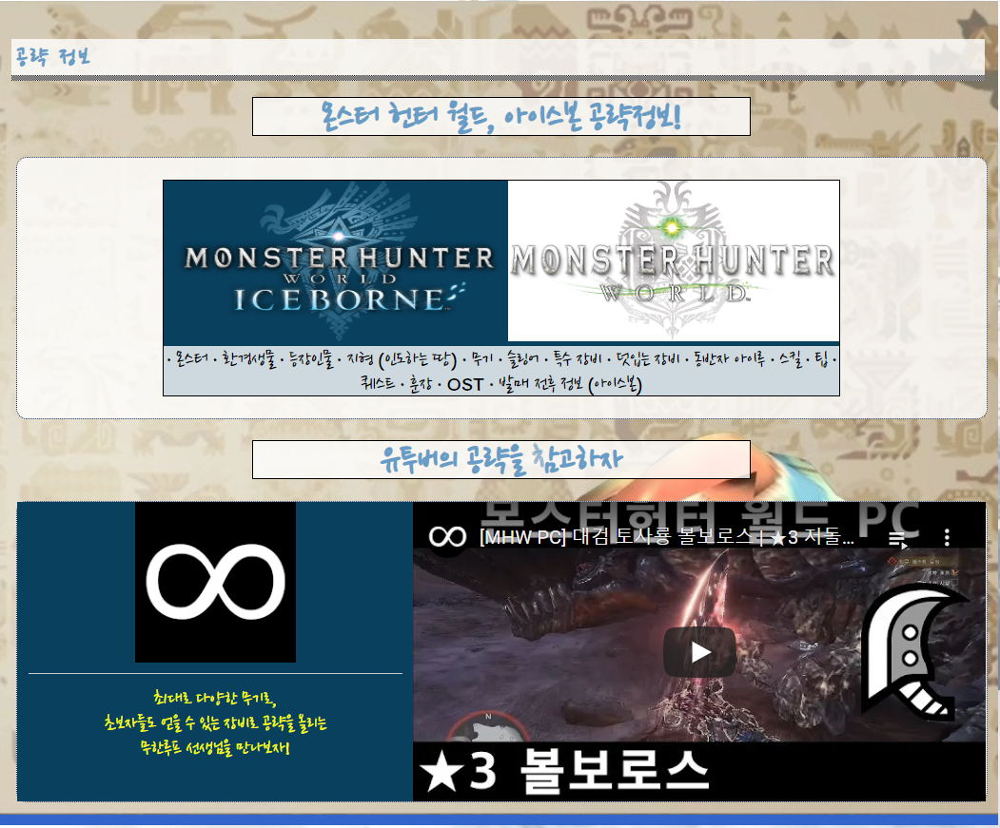 공략 정보
몬스터 헌터 월드, 아이스본 공략정보!
MONSTER HUNTER
WORLD
ICEBORNE™
MONSTER HUNTER
WORLD™
· 몬스터 · 환경생물 · 등장인물 · 지형 (인도하는 땅) · 무기 · 슬링어 · 특수 장비 · 덧입는 장비 · 동반자 아이루 · 스킬 · 팁 ·
퀘스트 · 훈장 · OST · 발매 전후 정보 (아이스본)
유투버의 공략을 참고하자
몬스터헌터 월드 PC
[MHW PC] 대검 토사룡 볼보로스 | ★3 저돌...
N
최대로 다양한 무기로,
초보자들도 얻을 수 있는 장비로 공략을 올리는
무한루프 선생님을 만나보자!
★3 볼보로스